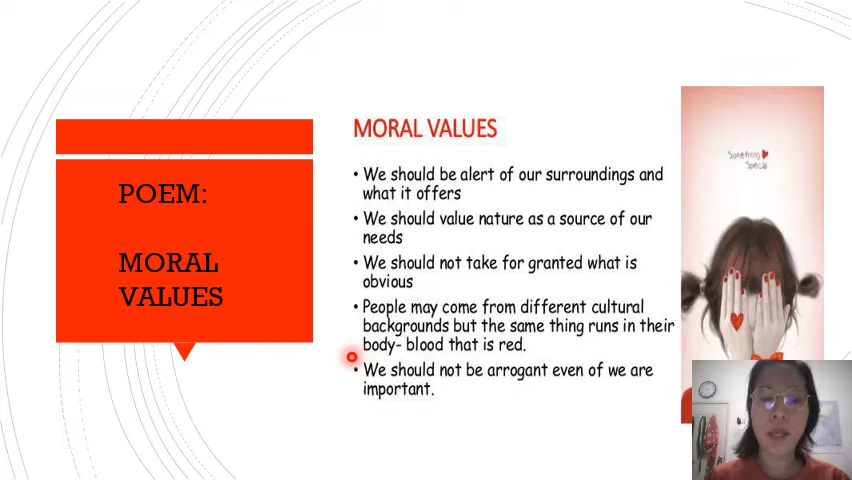 POEM:
MORAL
VALUES
MORAL VALUES
• We should be alert of our surroundings and
what it offers
• We should value nature as a source of our
needs
• We should not take for granted what is
obvious
• People may come from different cultural
backgrounds but the same thing runs in their
body- blood that is red.
• We should not be arrogant even of we are
important.
Something
Special